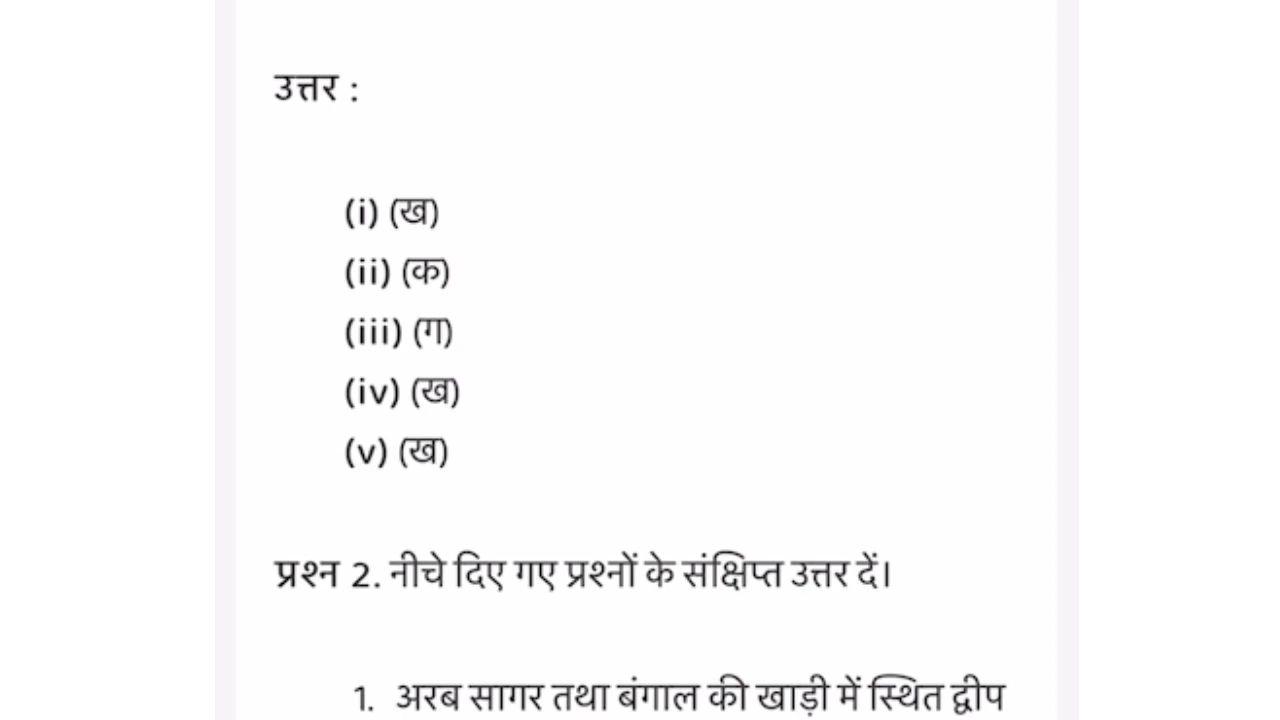 उत्तर :
(i) (ख)
(ii) (क)
(iii) (ग)
(iv) (ख)
(v) (ख)
प्रश्न 2. नीचे दिए गए प्रश्नों के संक्षिप्त उत्तर दें।
1. अरब सागर तथा बंगाल की खाड़ी में स्थित द्वीप